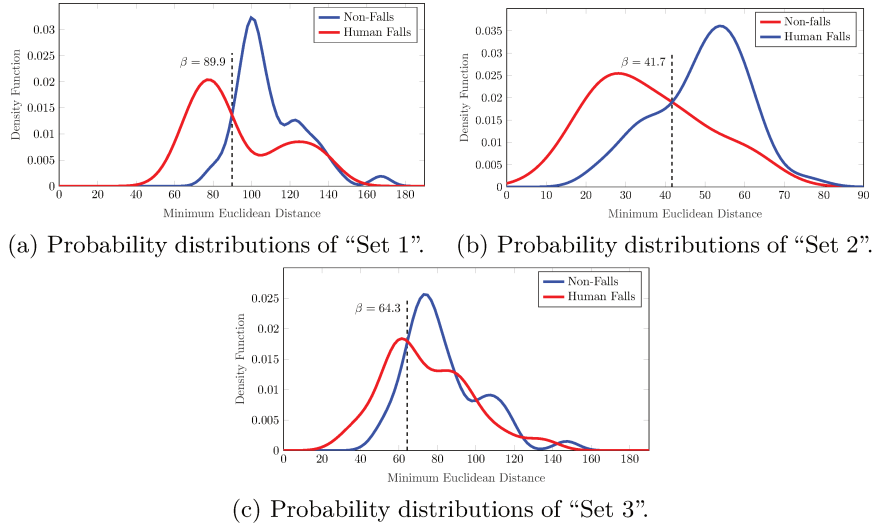 Non-Falls
Human Falls
β = 89.9
Density Function
0.03
0.025
0.02
0.015
0.01
0.005
0
0 20 40 60 80 100 120 140 160 180
Minimum Euclidean Distance
(a) Probability distributions of “Set 1”.
Non-falls
Human Falls
β = 41.7
Density Function
0.035
0.03
0.025
0.02
0.015
0.01
0.005
0
0 10 20 30 40 50 60 70 80 90
Minimum Euclidean Distance
(b) Probability distributions of “Set 2”.
Non-Falls
Human Falls
β = 64.3
Density Function
0.025
0.02
0.015
0.01
0.005
0
0 20 40 60 80 100 120 140 160 180
Minimum Euclidean Distance
(c) Probability distributions of “Set 3”.